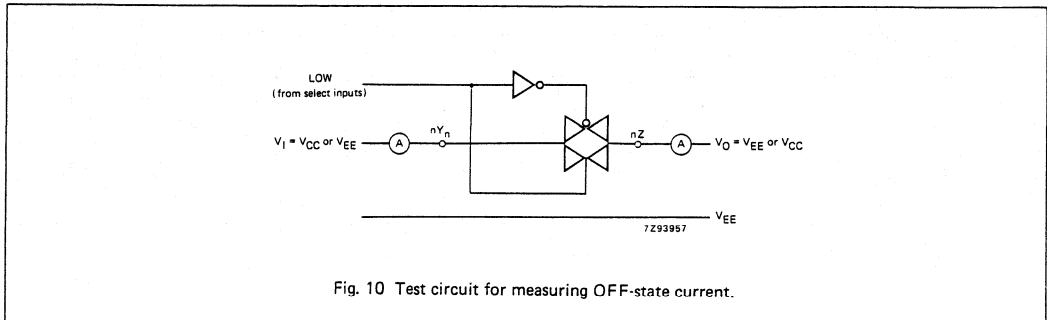 LOW
(from select inputs)
V_I = V_CC or V_EE
A
nY_n
nZ
A
V_O = V_EE or V_CC
V_EE
7Z93957
Fig. 10 Test circuit for measuring OFF-state current.